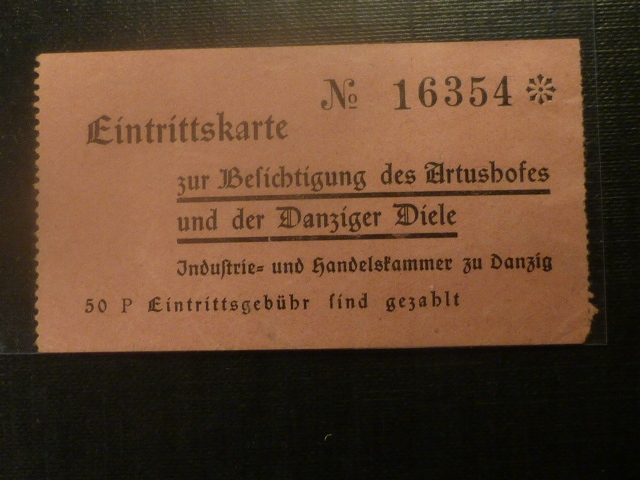 № 16354
Eintrittskarte
zur Besichtigung des Artushofes
und der Danziger Diele
Industrie- und Handelskammer zu Danzig
50 P Eintrittsgebühr sind gezahlt